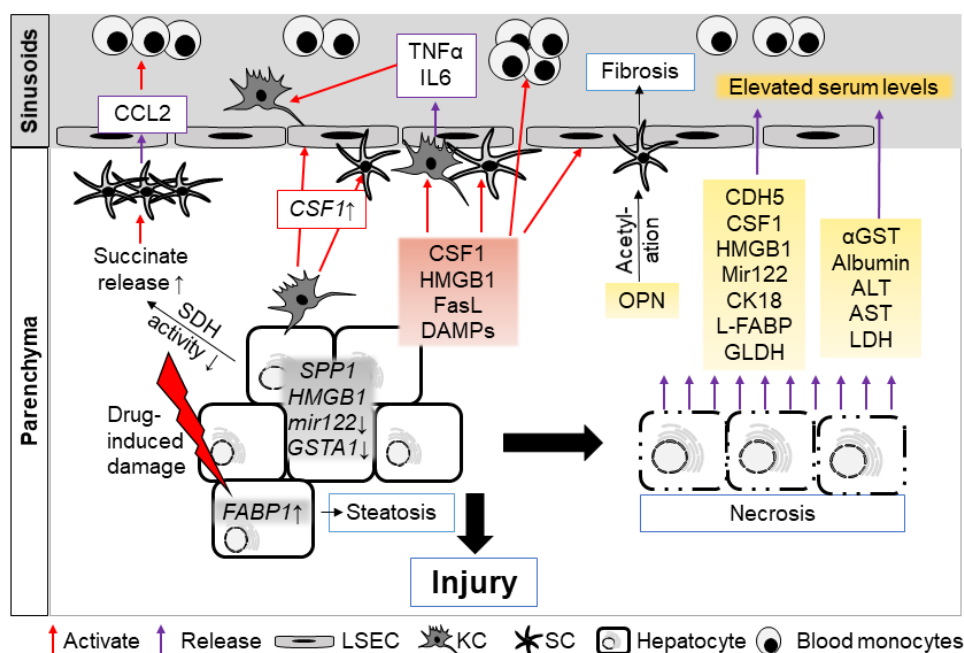 Sinusoids
Parenchyma
CCL2
TNFα
IL6
Fibrosis
Elevated serum levels
CSF1↑
Succinate
release↑
SDH
activity↓
CSF1
HMGB1
FasL
DAMPs
Acetyl-
ation
OPN
CDH5
CSF1
HMGB1
Mir122
CK18
L-FABP
GLDH
αGST
Albumin
ALT
AST
LDH
Drug-
induced
damage
SPP1
HMGB1
mir122↓
GSTA1↓
FABP1↑
Steatosis
Necrosis
Injury
Activate Release LSEC KC SC Hepatocyte Blood monocytes